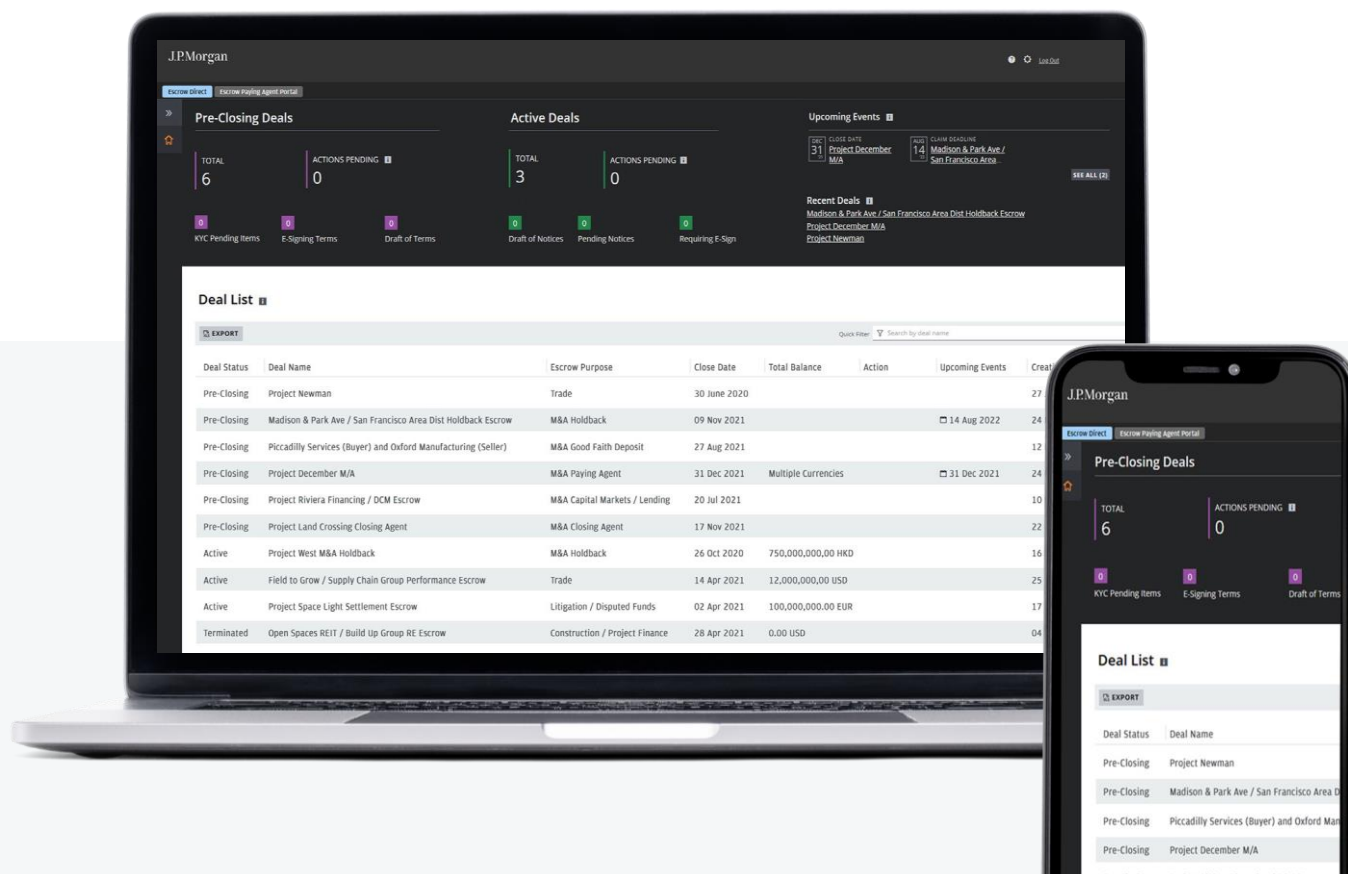 J.P.Morgan
Log Out
Escrow Direct Escrow Paying Agent Portal
Pre-Closing Deals
TOTAL ACTIONS PENDING
6 0
0 0 0
KYC Pending Items E-Signing Terms Draft of Terms
Active Deals
TOTAL ACTIONS PENDING
3 0
0 0 0
Draft of Notices Pending Notices Requiring E-Sign
Upcoming Events
DEC 31 CLOSE DATE
Project December
M/A
AUG 14 CLAIM DEADLINE
Madison & Park Ave /
San Francisco Area...
SEE ALL (2)
Recent Deals
Madison & Park Ave / San Francisco Area Dist Holdback Escrow
Project December M/A
Project Newman
Deal List
EXPORT Quick Filter Search by deal name
Deal Status Deal Name Escrow Purpose Close Date Total Balance Action Upcoming Events Creat
Pre-Closing Project Newman Trade 30 June 2020 27
Pre-Closing Madison & Park Ave / San Francisco Area Dist Holdback Escrow M&A Holdback 09 Nov 2021 14 Aug 2022 24
Pre-Closing Piccadilly Services (Buyer) and Oxford Manufacturing (Seller) M&A Good Faith Deposit 27 Aug 2021 12
Pre-Closing Project December M/A M&A Paying Agent 31 Dec 2021 Multiple Currencies 31 Dec 2021 24
Pre-Closing Project Riviera Financing / DCM Escrow M&A Capital Markets / Lending 20 Jul 2021 10
Pre-Closing Project Land Crossing Closing Agent M&A Closing Agent 17 Nov 2021 22
Active Project West M&A Holdback M&A Holdback 26 Oct 2020 750,000,000,00 HKD 16
Active Field to Grow / Supply Chain Group Performance Escrow Trade 14 Apr 2021 12,000,000,00 USD 25
Active Project Space Light Settlement Escrow Litigation / Disputed Funds 02 Apr 2021 100,000,000.00 EUR 17
Terminated Open Spaces REIT / Build Up Group RE Escrow Construction / Project Finance 28 Apr 2021 0.00 USD 04
J.P.Morgan
Escrow Direct Escrow Paying Agent Portal
Pre-Closing Deals
TOTAL ACTIONS PENDING
6 0
0 0 0
KYC Pending Items E-Signing Terms Draft of Terms
Deal List
EXPORT
Deal Status Deal Name
Pre-Closing Project Newman
Pre-Closing Madison & Park Ave / San Francisco Area D
Pre-Closing Piccadilly Services (Buyer) and Oxford Man
Pre-Closing Project December M/A